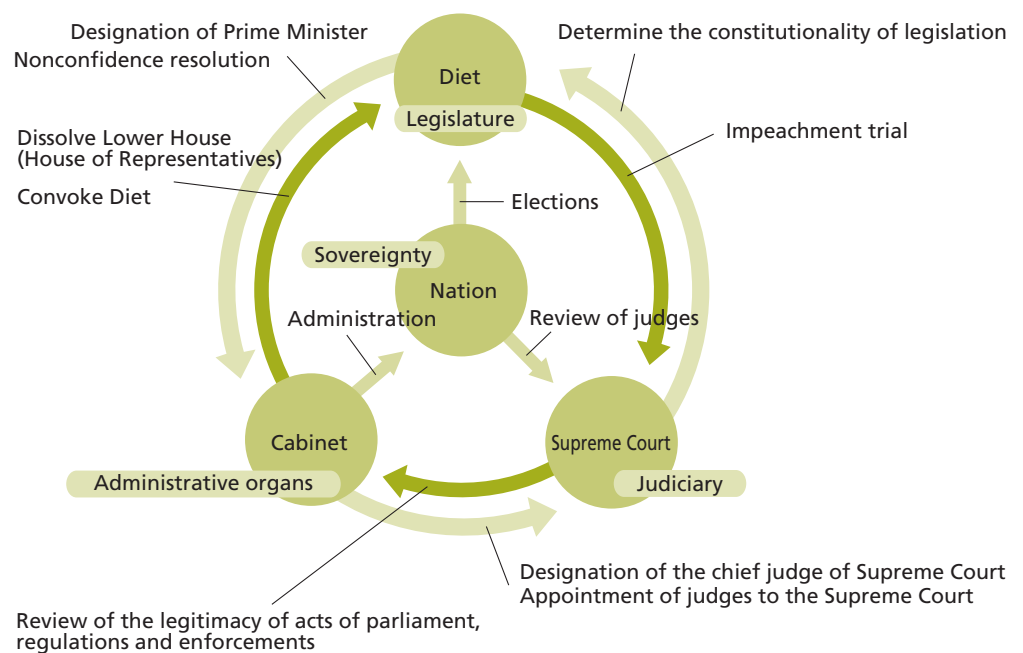 Designation of Prime Minister
Nonconfidence resolution
Determine the constitutionality of legislation
Diet
Legislature
Dissolve Lower House
(House of Representatives)
Convoke Diet
Impeachment trial
Elections
Sovereignty
Nation
Administration
Review of judges
Cabinet
Administrative organs
Supreme Court
Judiciary
Designation of the chief judge of Supreme Court
Appointment of judges to the Supreme Court
Review of the legitimacy of acts of parliament,
regulations and enforcements